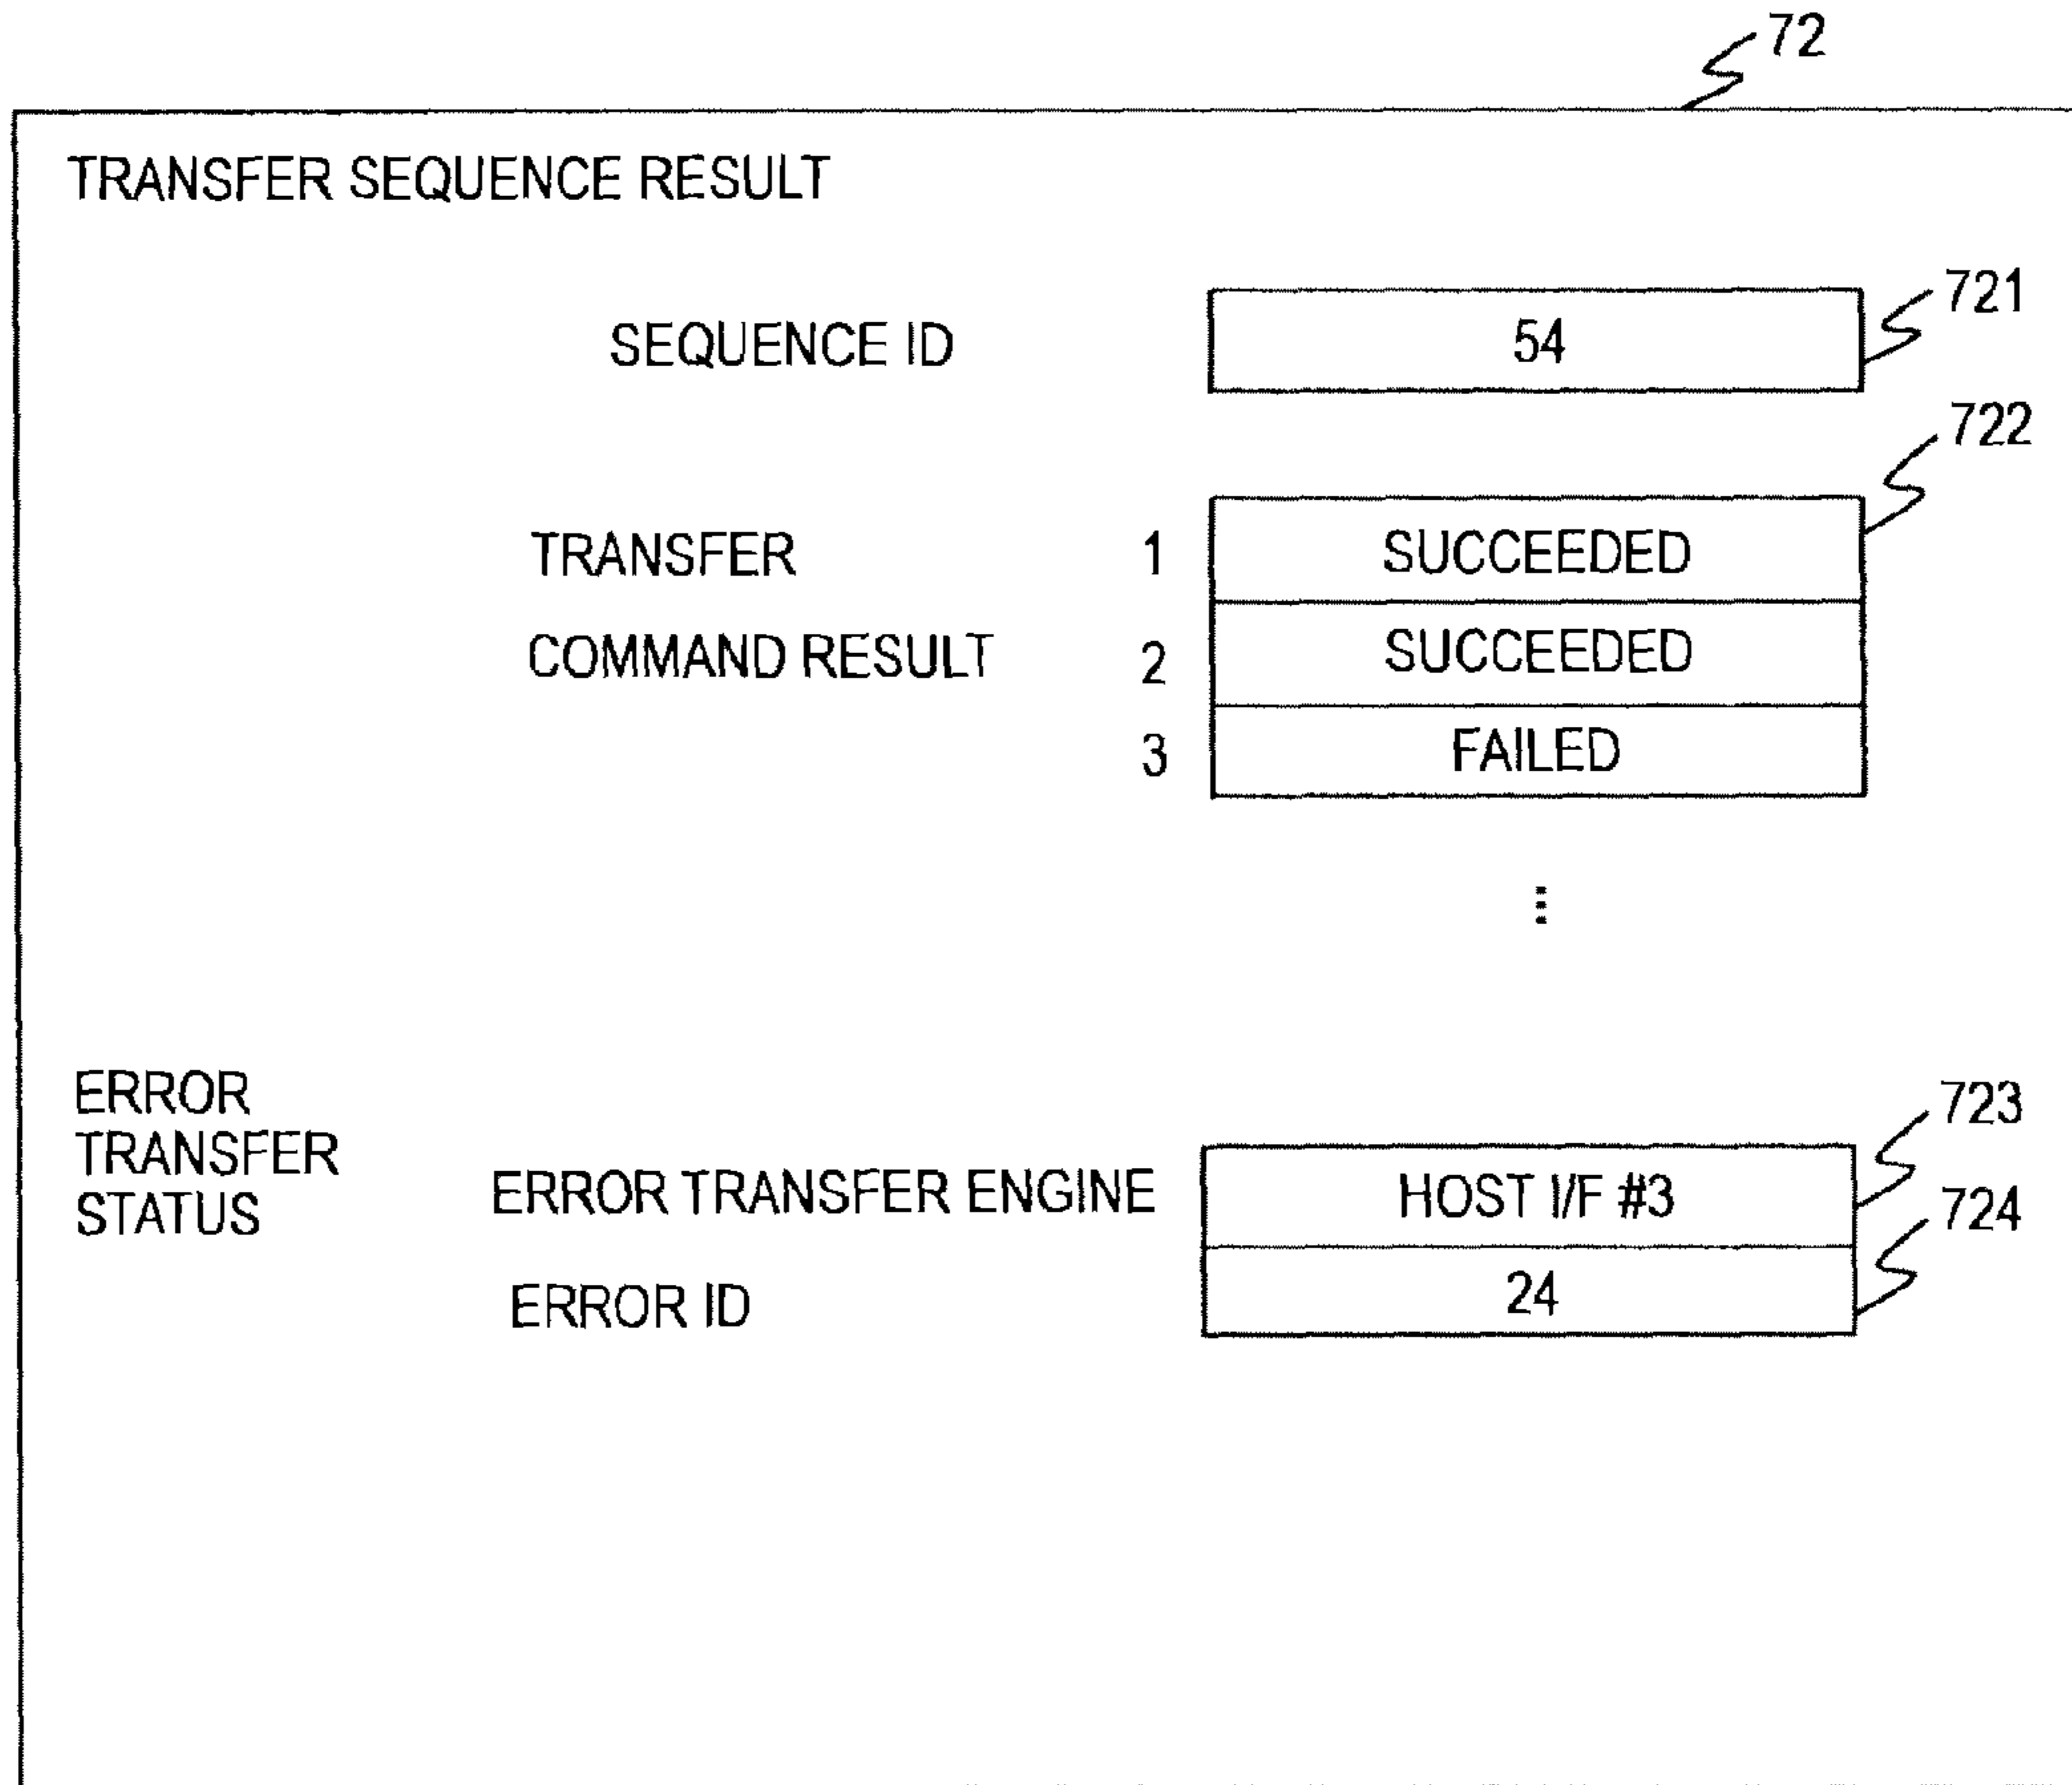 72
TRANSFER SEQUENCE RESULT
721
SEQUENCE ID 54
722
TRANSFER 1 SUCCEEDED
COMMAND RESULT 2 SUCCEEDED
3 FAILED
ERROR
TRANSFER
STATUS
723
ERROR TRANSFER ENGINE HOST I/F #3
724
ERROR ID 24